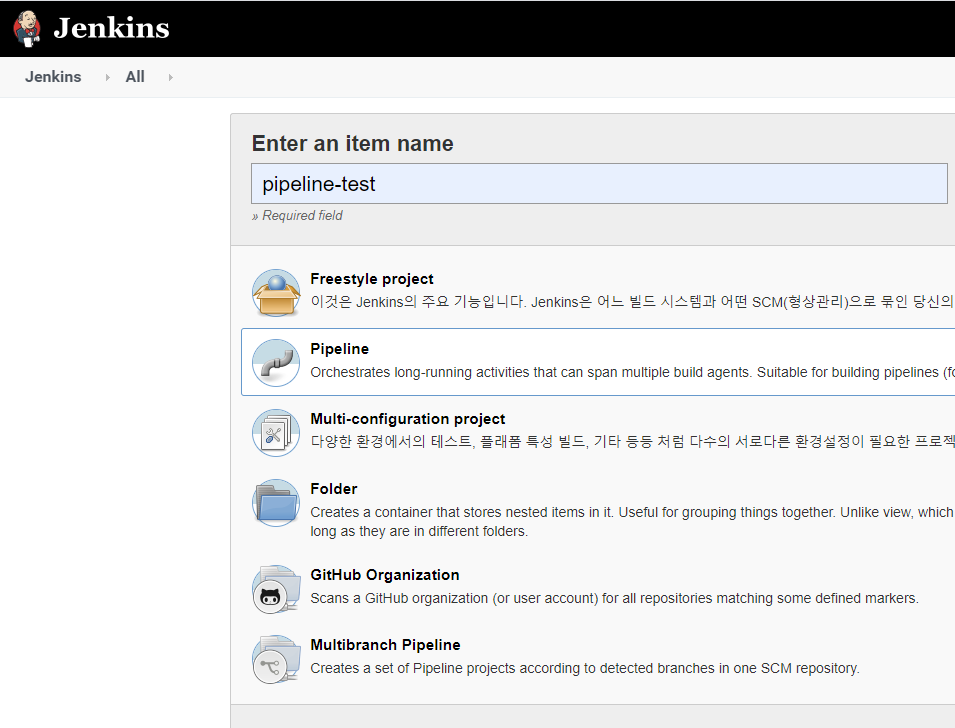 Jenkins
Jenkins All
Enter an item name
pipeline-test
» Required field
Freestyle project
이것은 Jenkins의 주요 기능입니다. Jenkins은 어느 빌드 시스템과 어떤 SCM(형상관리)으로 묶인 당신의
Pipeline
Orchestrates long-running activities that can span multiple build agents. Suitable for building pipelines (fo
Multi-configuration project
다양한 환경에서의 테스트, 플래폼 특성 빌드, 기타 등등 처럼 다수의 서로다른 환경설정이 필요한 프로젝
Folder
Creates a container that stores nested items in it. Useful for grouping things together. Unlike view, which
long as they are in different folders.
GitHub Organization
Scans a GitHub organization (or user account) for all repositories matching some defined markers.
Multibranch Pipeline
Creates a set of Pipeline projects according to detected branches in one SCM repository.